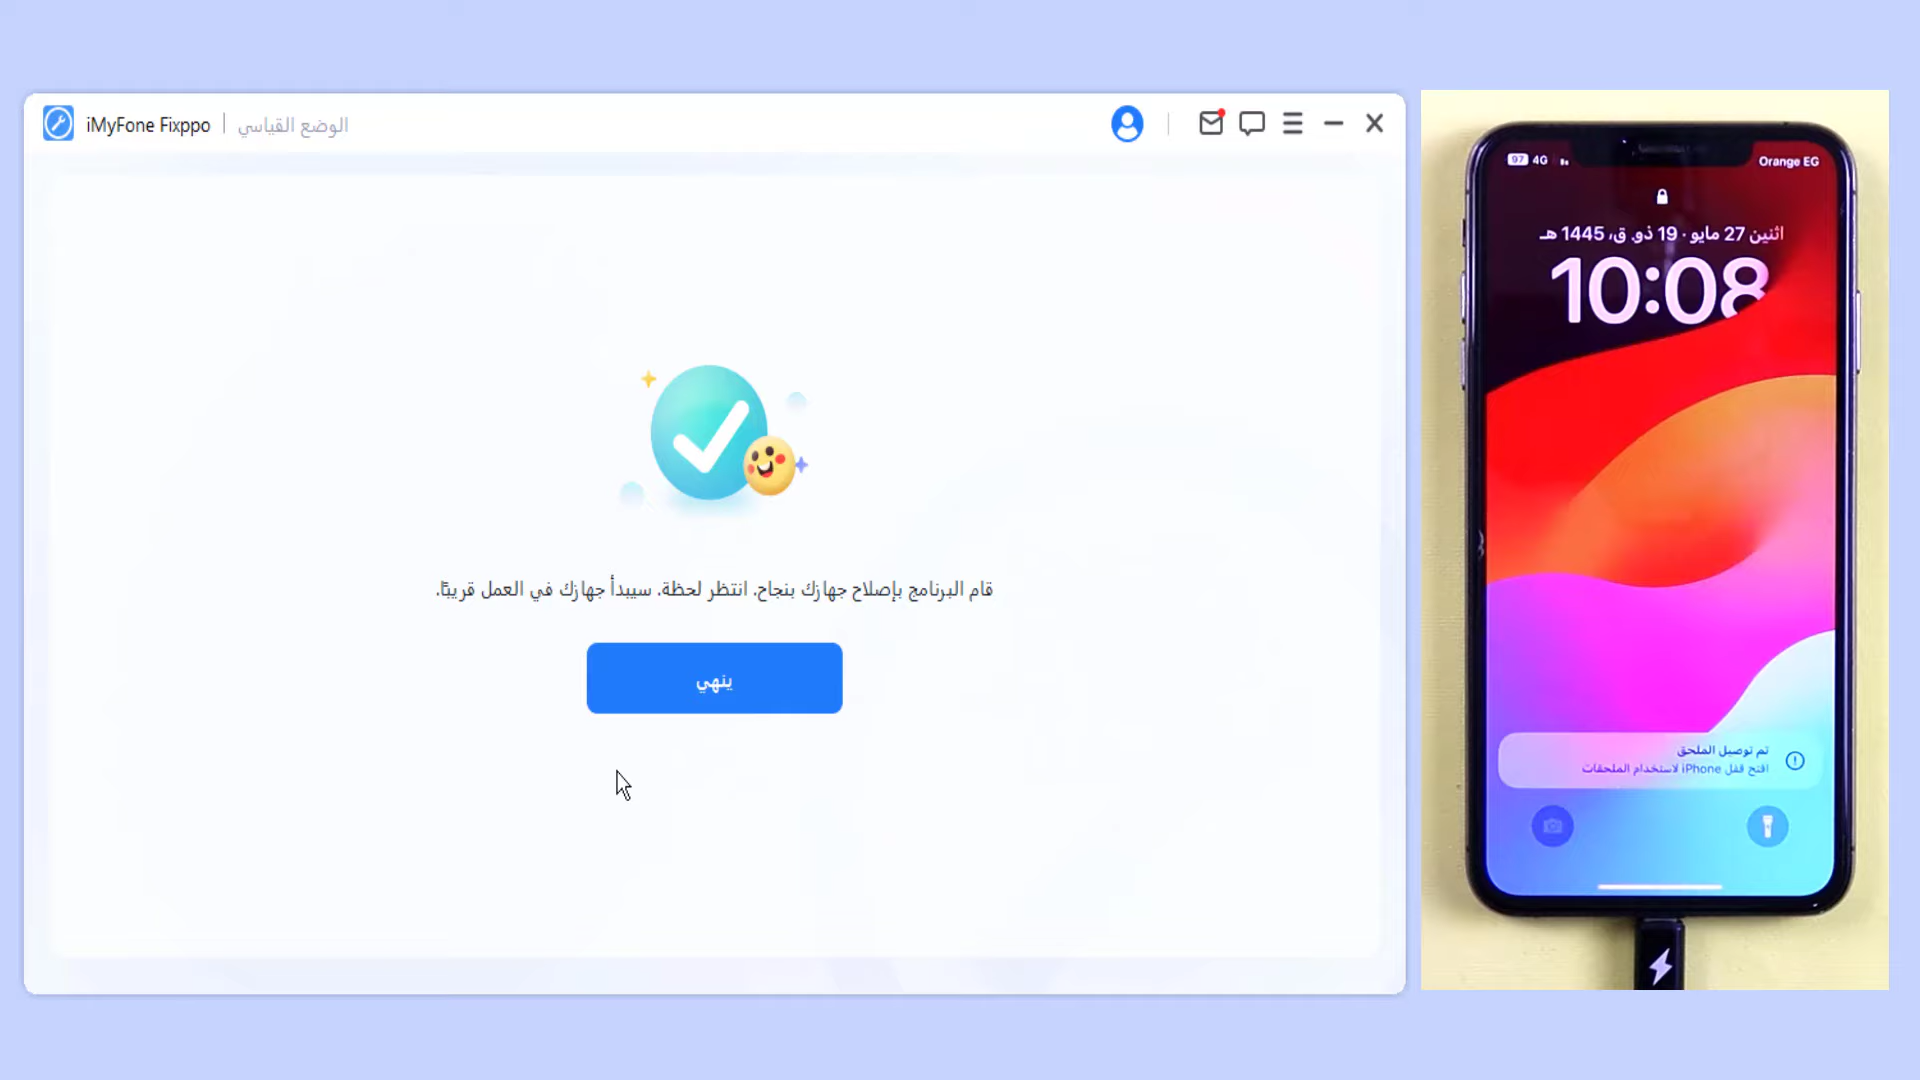 iMyFone Fixppo | الوضع القياسي
قام البرنامج بإصلاح جهازك بنجاح. انتظر لحظة. سيبدأ جهازك في العمل قريبًا.
ينهي
97 4G
Orange EG
اثنين 27 مايو · 19 ذو ق، 1445 هـ
10:08
تم توصيل الملحق
افتح قفل iPhone لاستخدام الملحقات